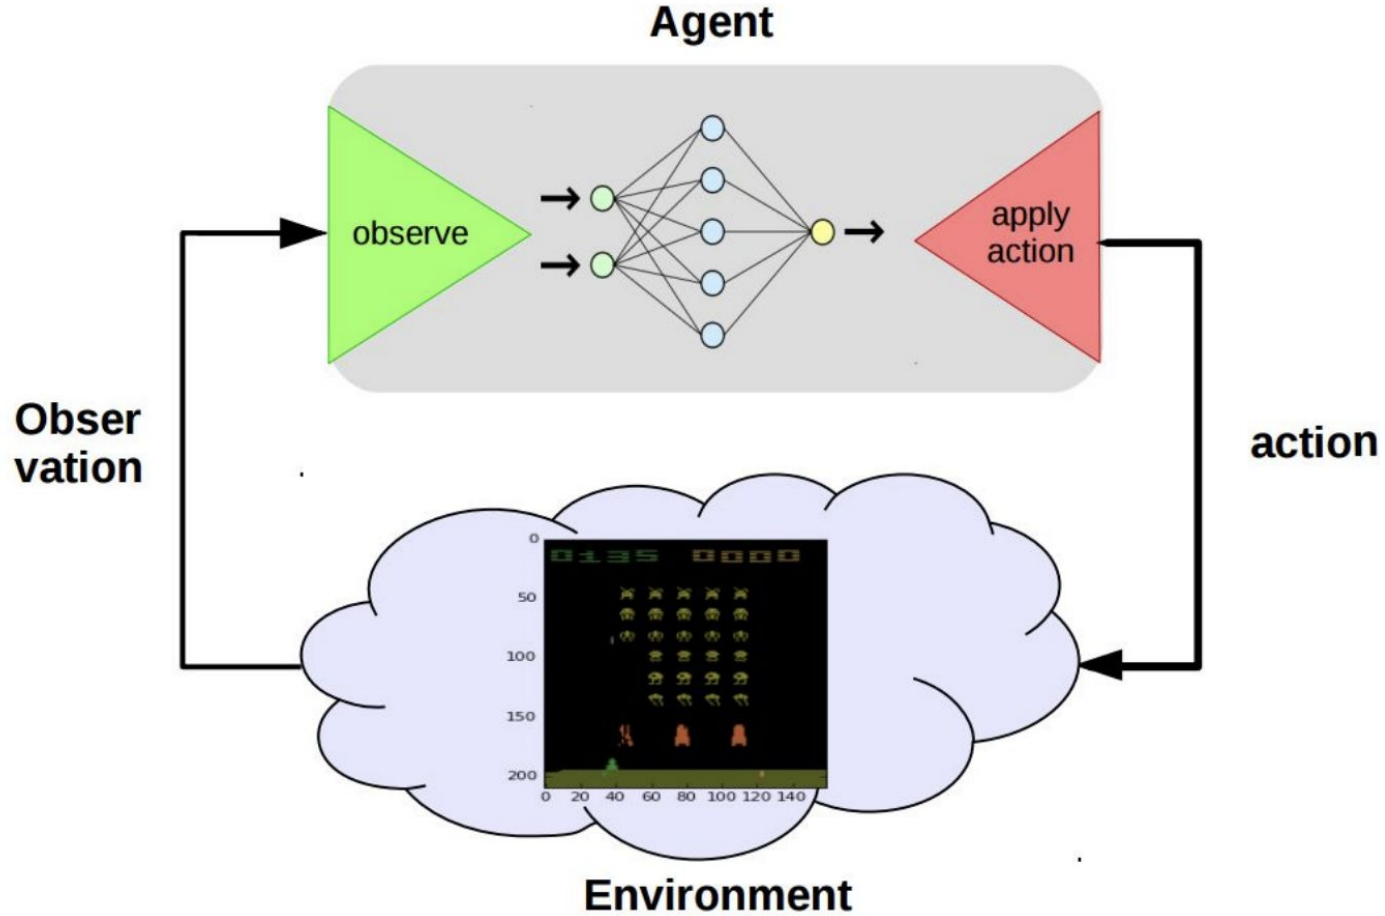 Agent
observe
apply
action
Obser
vation
action
0135 0000
0
50
100
150
200
0 20 40 60 80 100 120 140
Environment